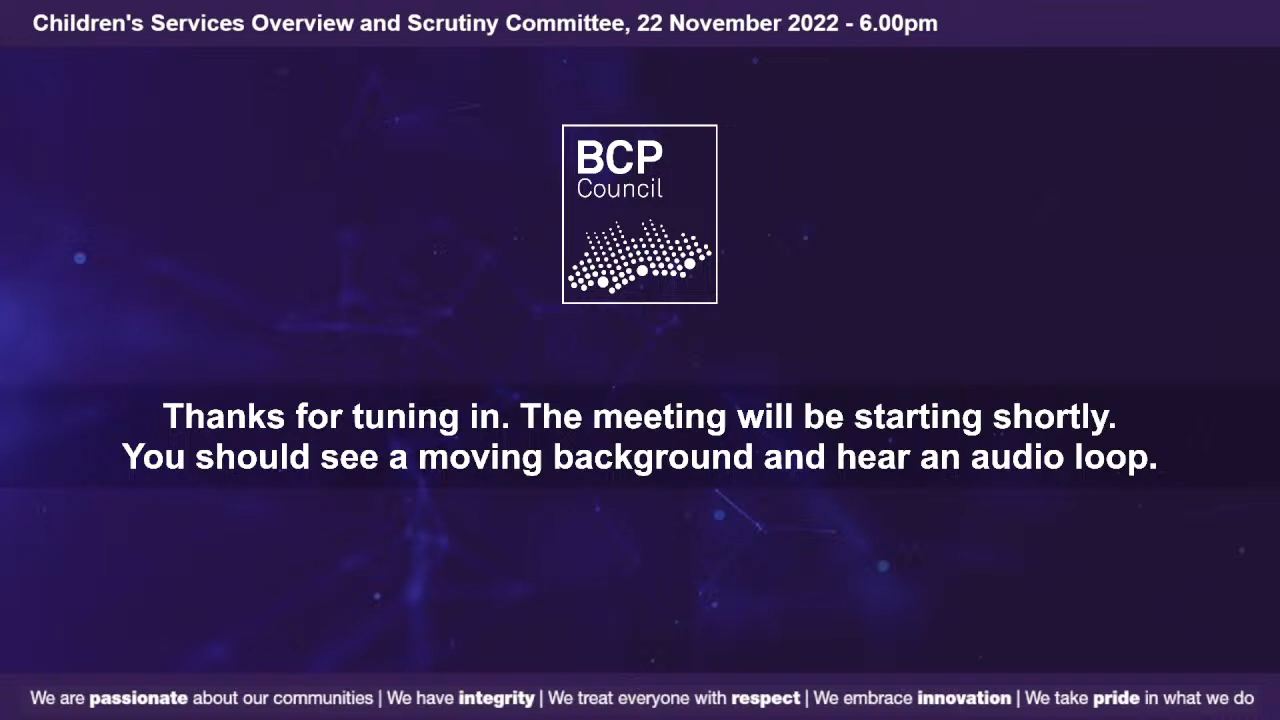 Children's Services Overview and Scrutiny Committee, 22 November 2022 - 6.00pm
BCP
Council
Thanks for tuning in. The meeting will be starting shortly.
You should see a moving background and hear an audio loop.
We are passionate about our communities | We have integrity | We treat everyone with respect | We embrace innovation | We take pride in what we do